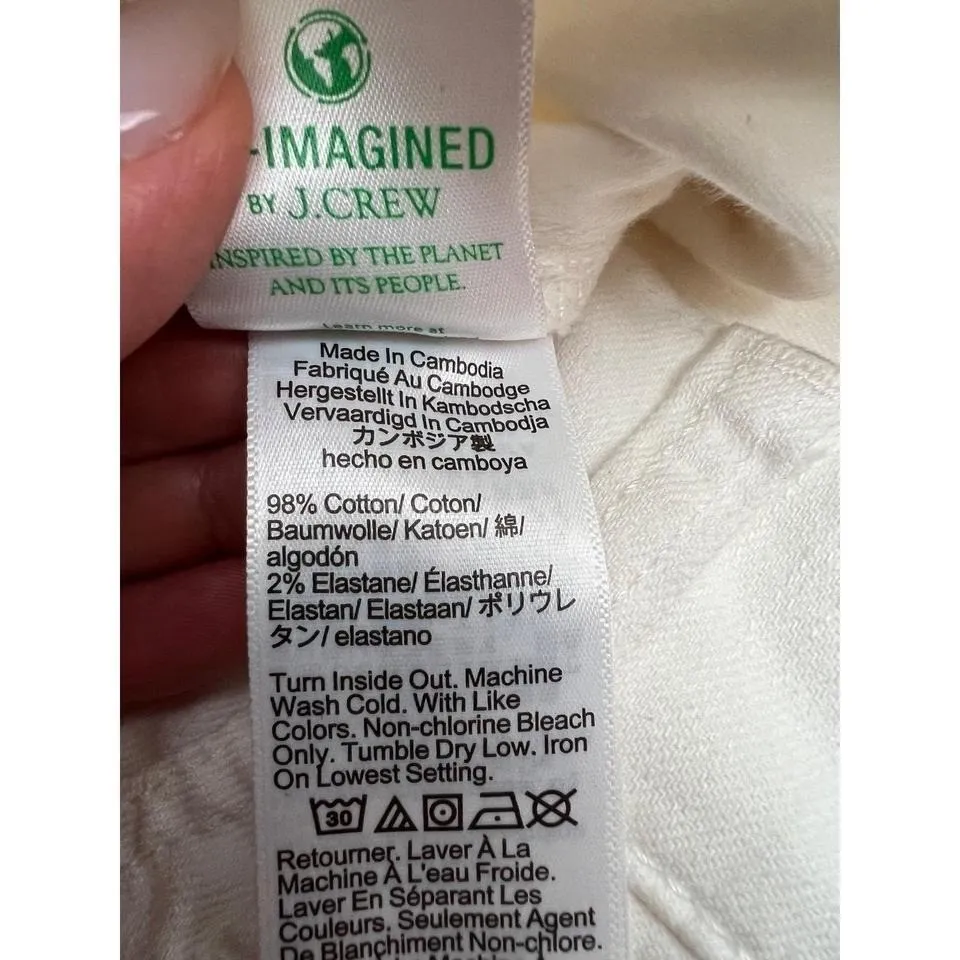 -IMAGINED
BY J.CREW
INSPIRED BY THE PLANET
AND ITS PEOPLE.
Learn more at
Made In Cambodia
Fabriqué Au Cambodge
Hergestellt In Kambodscha
Vervaardigd In Cambodja
カンボジア製
hecho en camboya
98% Cotton/ Coton/
Baumwolle/ Katoen/ 綿/
algodón
2% Elastane/ Élasthanne/
Elastan/ Elastaan/ ポリウレ
タン/ elastano
Turn Inside Out. Machine
Wash Cold. With Like
Colors. Non-chlorine Bleach
Only. Tumble Dry Low. Iron
On Lowest Setting.
30
Retourner. Laver À La
Machine À L'eau Froide.
Laver En Séparant Les
Couleurs. Seulement Agent
De Blanchiment Non-chlore.